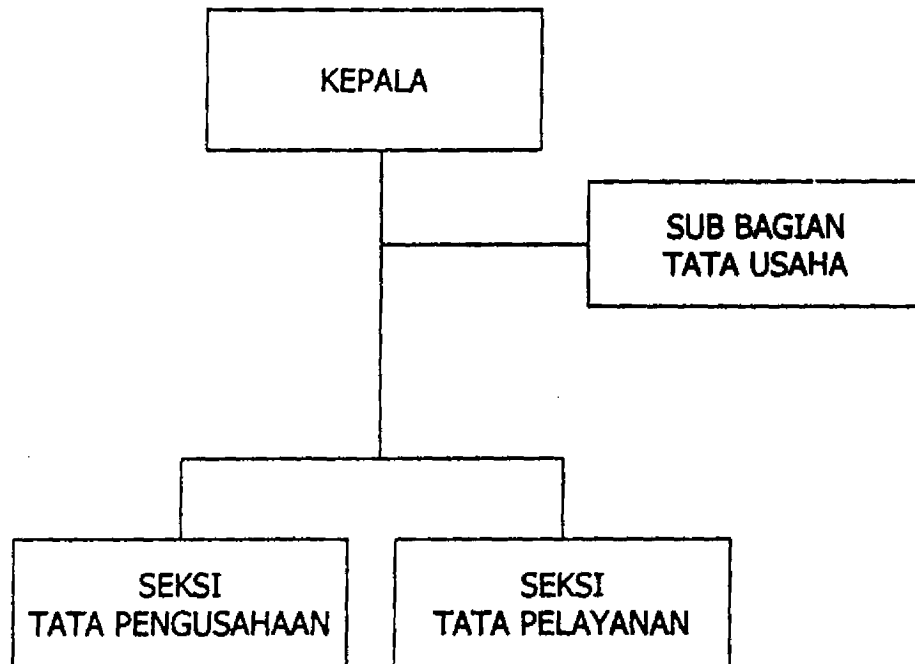 KEPALA
SUB BAGIAN
TATA USAHA
SEKSI
TATA PENGUSAHAAN
SEKSI
TATA PELAYANAN